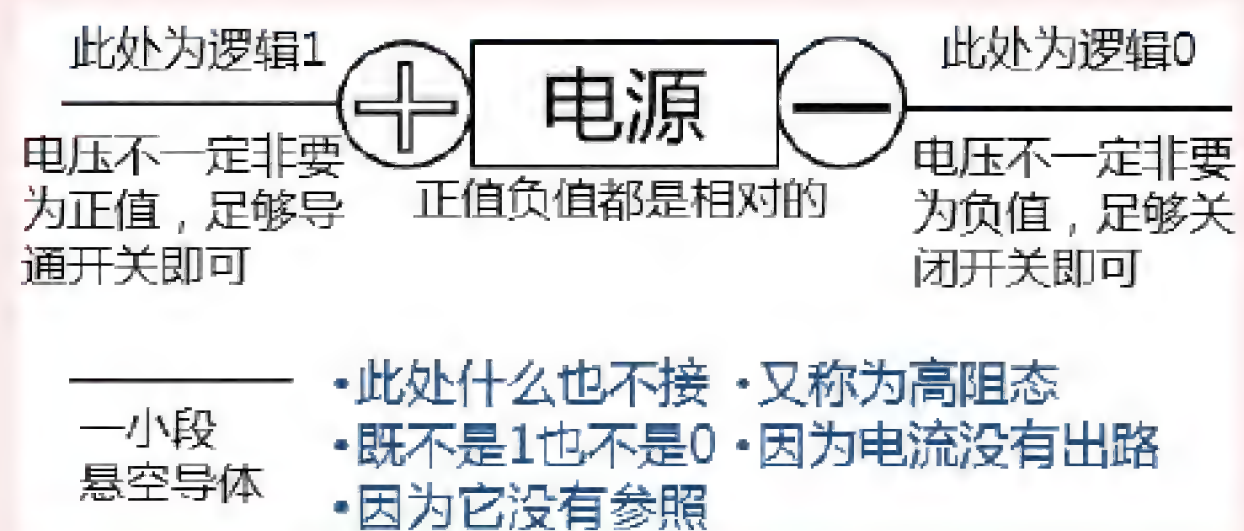 此处为逻辑1
电源
此处为逻辑0
电压不一定非要
为正值，足够导
通开关即可
正值负值都是相对的
电压不一定非要
为负值，足够关
闭开关即可
一小段
悬空导体
·此处什么也不接
·既不是1也不是0
·因为它没有参照
·又称为高阻态
·因为电流没有出路